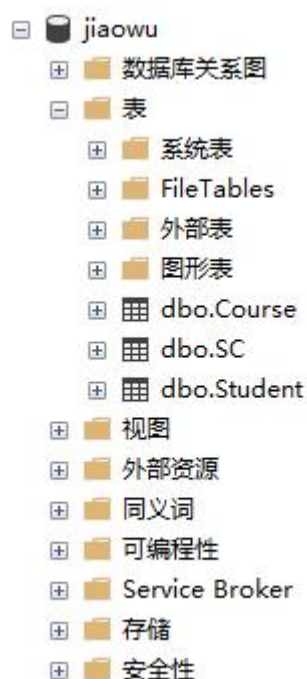 jiaowu
数据库关系图
表
系统表
FileTables
外部表
图形表
dbo.Course
dbo.SC
dbo.Student
视图
外部资源
同义词
可编程性
Service Broker
存储
安全性